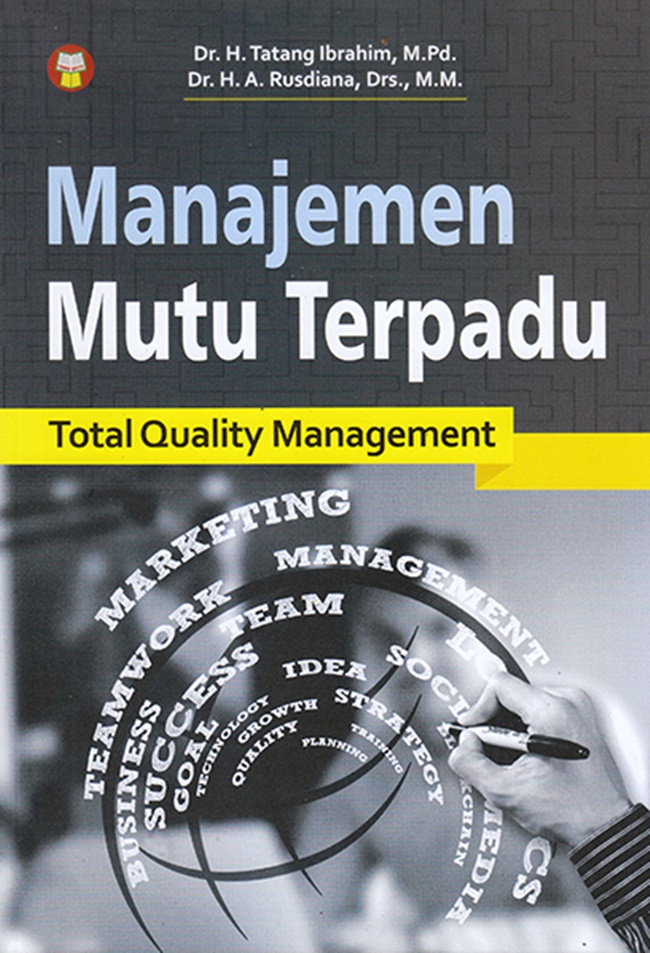 Dr. H. Tatang Ibrahim, M.Pd.
Dr. H. A. Rusdiana, Drs., M.M.
Manajemen
Mutu Terpadu
Total Quality Management
MARKETING
MANAGEMENT
TEAMWORK
TEAM
SUCCESS
IDEA
BUSINESS
GOAL
TECHNOLOGY
GROWTH
QUALITY
STRATEGY
PLANNING
TRAINING
MEDIA